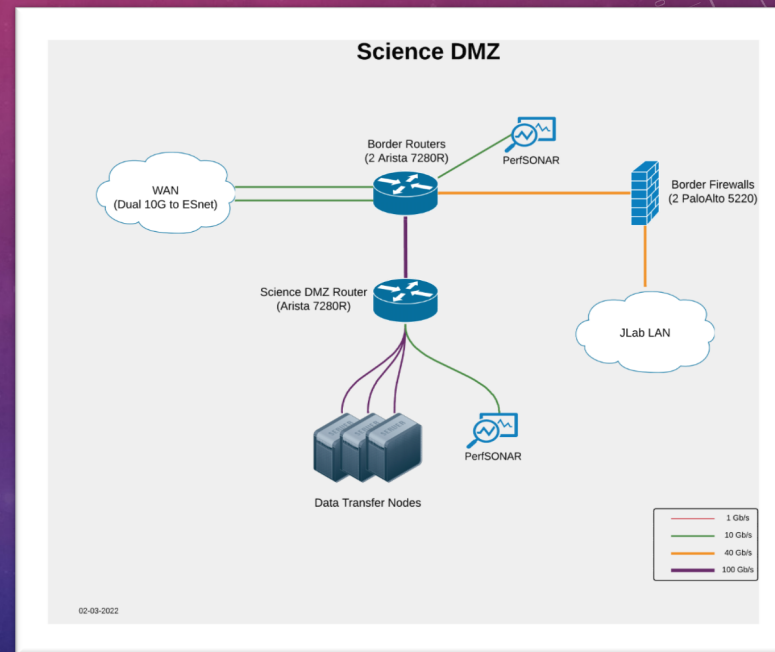 Science DMZ
Border Routers
(2 Arista 7280R)
PerfSONAR
WAN
(Dual 10G to ESnet)
Border Firewalls
(2 PaloAlto 5220)
Science DMZ Router
(Arista 7280R)
JLab LAN
PerfSONAR
Data Transfer Nodes
1 Gb/s
10 Gb/s
40 Gb/s
100 Gb/s
02-03-2022